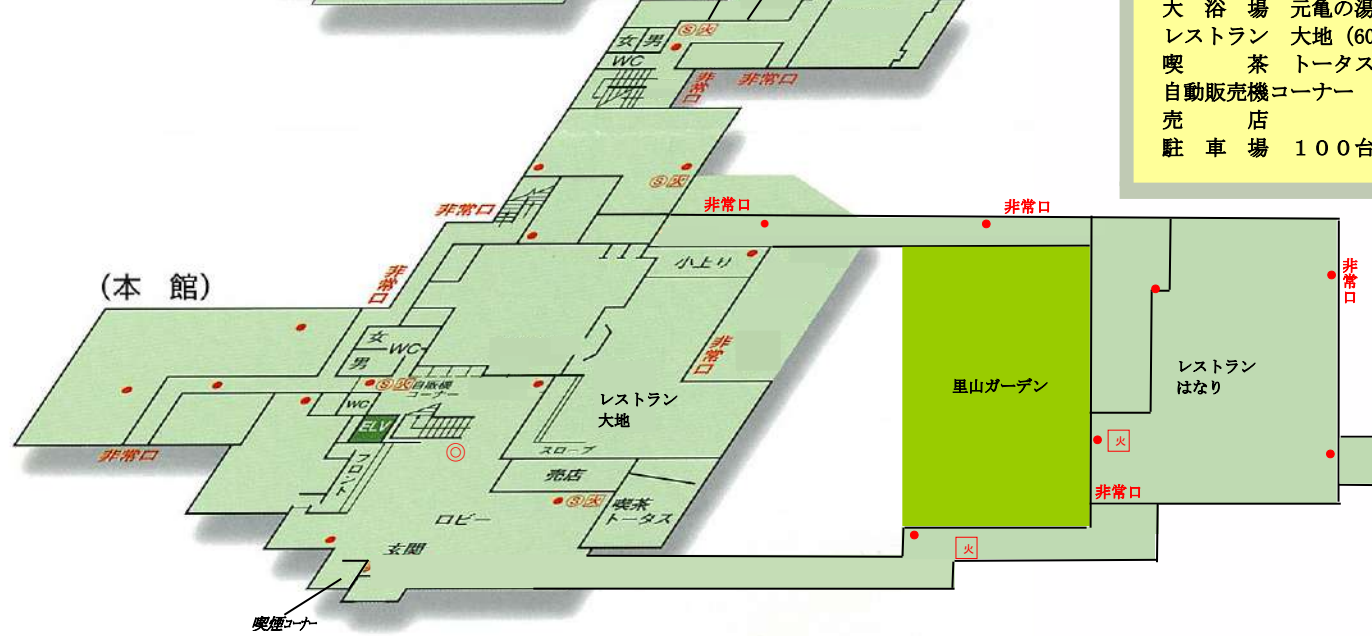 大浴場 元亀の湯
レストラン 大地（60
喫茶 トータス
自動販売機コーナー
売店
駐車場 １００台
女 男
Ⓢ 火
WC
非常口
非常口
Ⓢ 火
非常口
非常口
非常口
小上り
非常口
非常口
（本 館）
女
WC
男
非常口
Ⓢ 火 自販機
コーナー
レストラン
大地
里山ガーデン
レストラン
はなり
WC
ELV
フロント
スロープ
火
非常口
売店
非常口
Ⓢ 火
喫茶
トータス
ロビー
玄関
火
喫煙コーナー